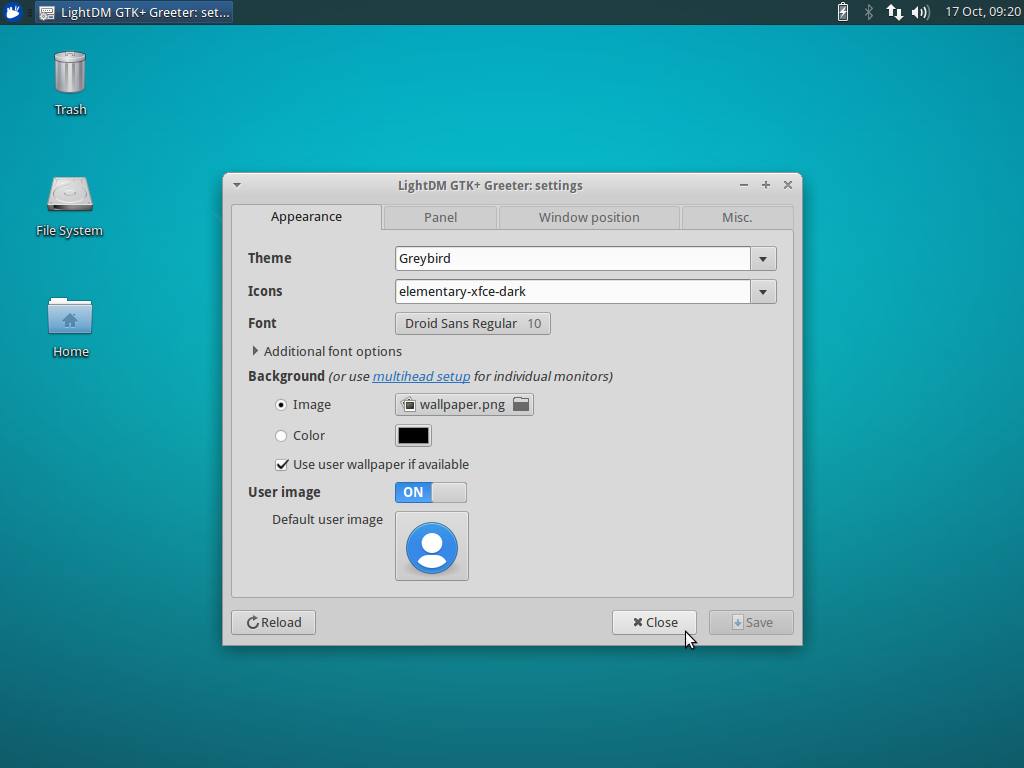 LightDM GTK+ Greeter: set...
17 Oct, 09:20
Trash
File System
Home
LightDM GTK+ Greeter: settings
Appearance Panel Window position Misc.
Theme Greybird
Icons elementary-xfce-dark
Font Droid Sans Regular 10
Additional font options
Background (or use multihead setup for individual monitors)
Image wallpaper.png
Color
Use user wallpaper if available
User image ON
Default user image
Reload Close Save